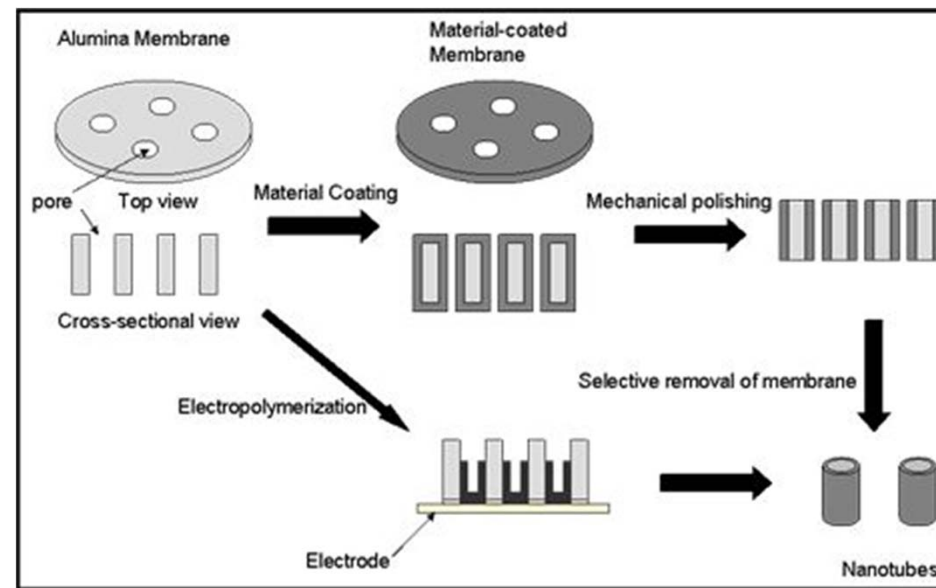 Alumina Membrane
Material-coated
Membrane
pore
Top view
Material Coating
Mechanical polishing
Cross-sectional view
Electropolymerization
Selective removal of membrane
Electrode
Nanotubes